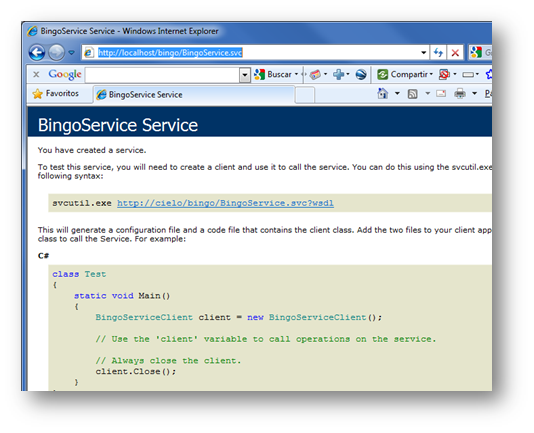 BingoService Service - Windows Internet Explorer
http://localhost/bingo/BingoService.svc
x Google Buscar Compartir
Favoritos BingoService Service
BingoService Service
You have created a service.
To test this service, you will need to create a client and use it to call the service. You can do this using the svcutil.exe
following syntax:
svcutil.exe http://cielo/bingo/BingoService.svc?wsdl
This will generate a configuration file and a code file that contains the client class. Add the two files to your client app
class to call the Service. For example:
C#
class Test
{
static void Main()
{
BingoServiceClient client = new BingoServiceClient();
// Use the 'client' variable to call operations on the service.
// Always close the client.
client.Close();
}